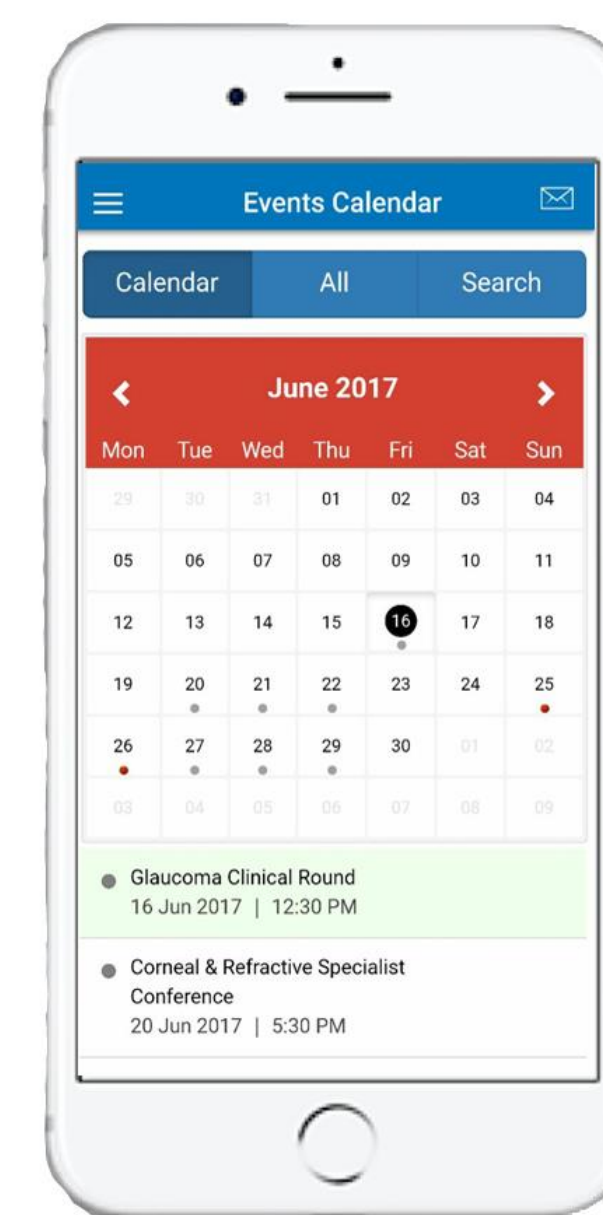 Events Calendar
Calendar All Search
June 2017
Mon Tue Wed Thu Fri Sat Sun
29 30 31 01 02 03 04
05 06 07 08 09 10 11
12 13 14 15 16 17 18
19 20 21 22 23 24 25
26 27 28 29 30 01 02
03 04 05 06 07 08 09
Glaucoma Clinical Round
16 Jun 2017 | 12:30 PM
Corneal & Refractive Specialist
Conference
20 Jun 2017 | 5:30 PM